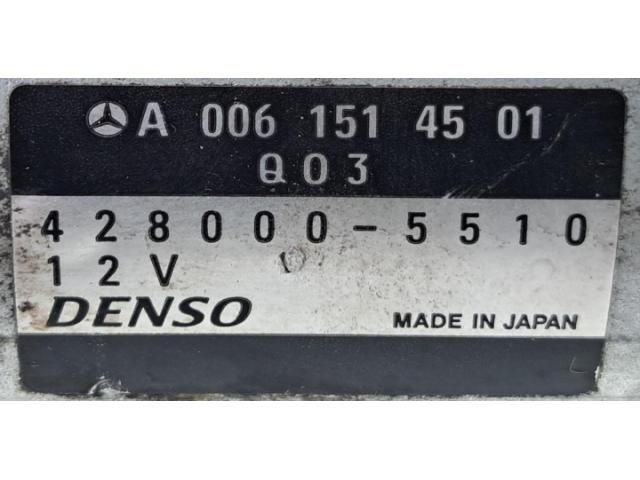 A 006 151 45 01
Q03
428000-5510
12V
DENSO
MADE IN JAPAN